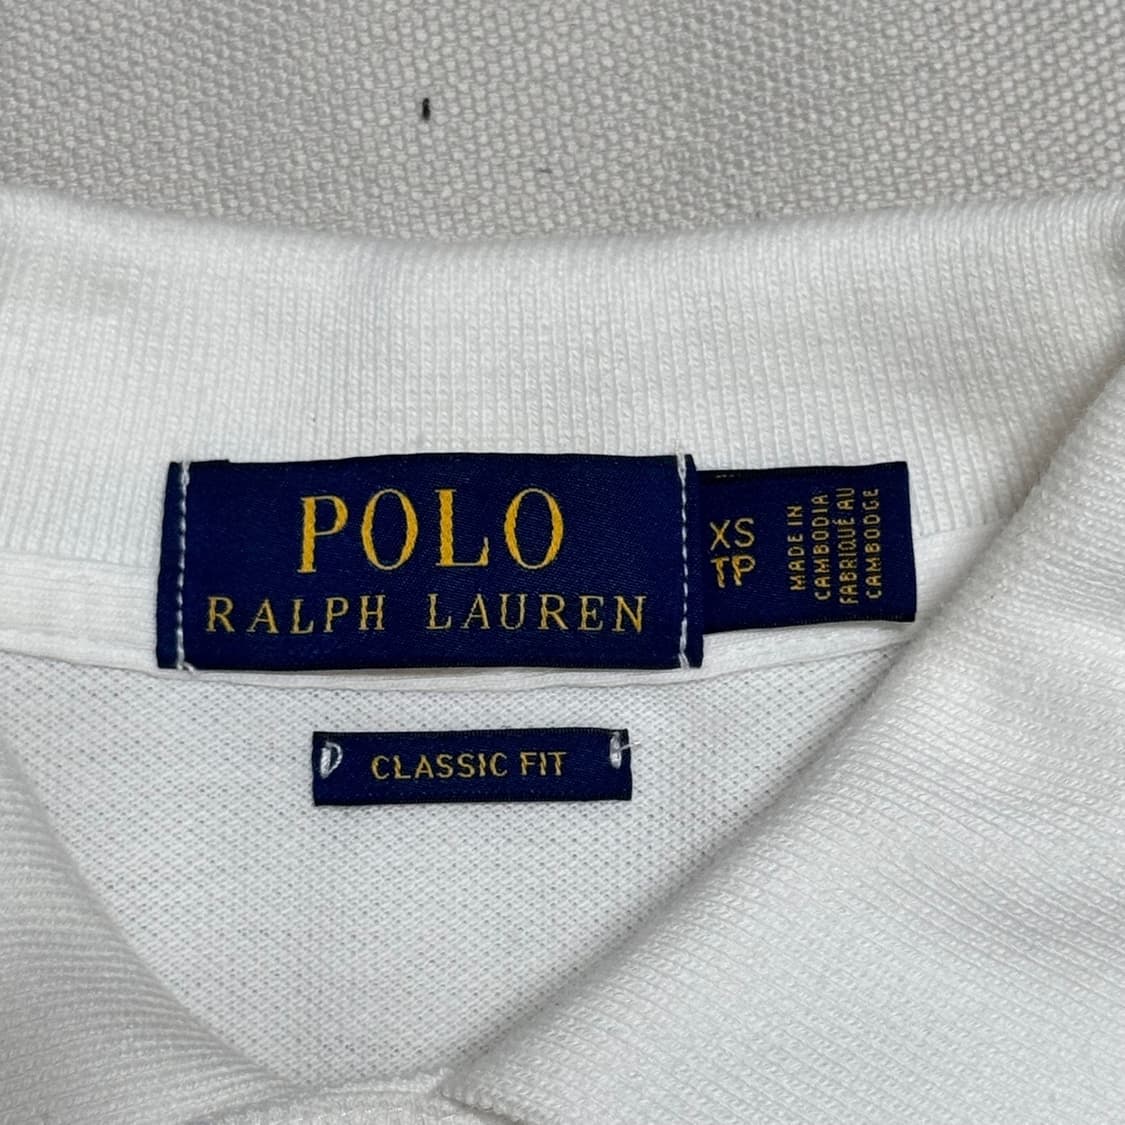 POLO
RALPH LAUREN
XS
TP
MADE IN
CAMBODIA
FABRIQUÉ AU
CAMBODGE
CLASSIC FIT